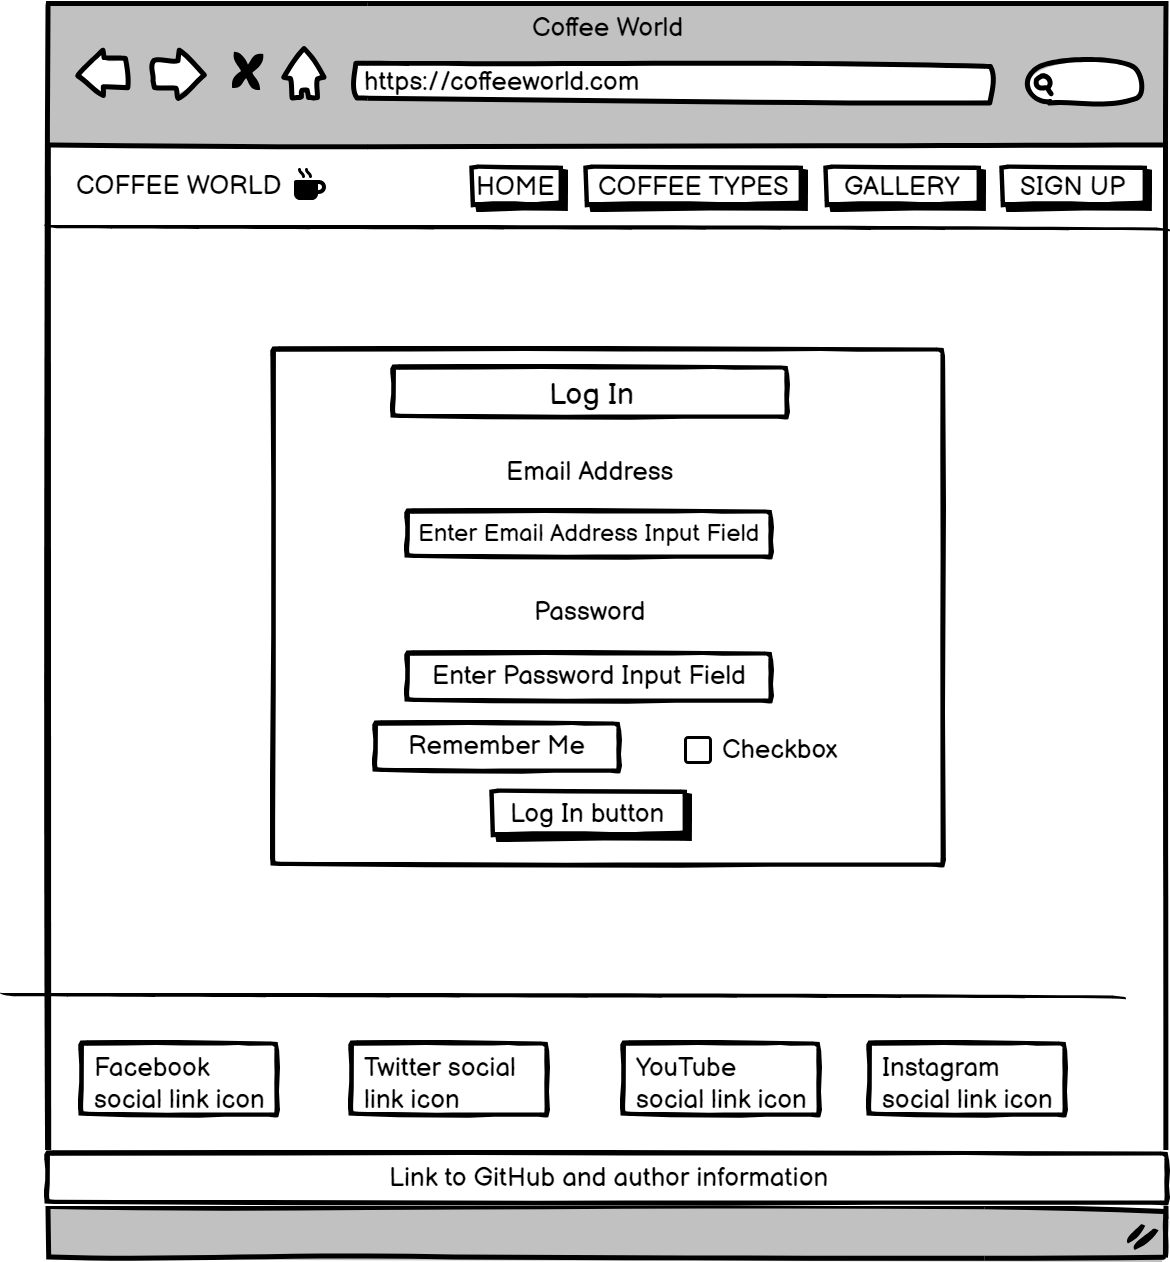 Coffee World
https://coffeeworld.com
COFFEE WORLD
HOME
COFFEE TYPES
GALLERY
SIGN UP
Log In
Email Address
Enter Email Address Input Field
Password
Enter Password Input Field
Remember Me
Checkbox
Log In button
Facebook
social link icon
Twitter social
link icon
YouTube
social link icon
Instagram
social link icon
Link to GitHub and author information